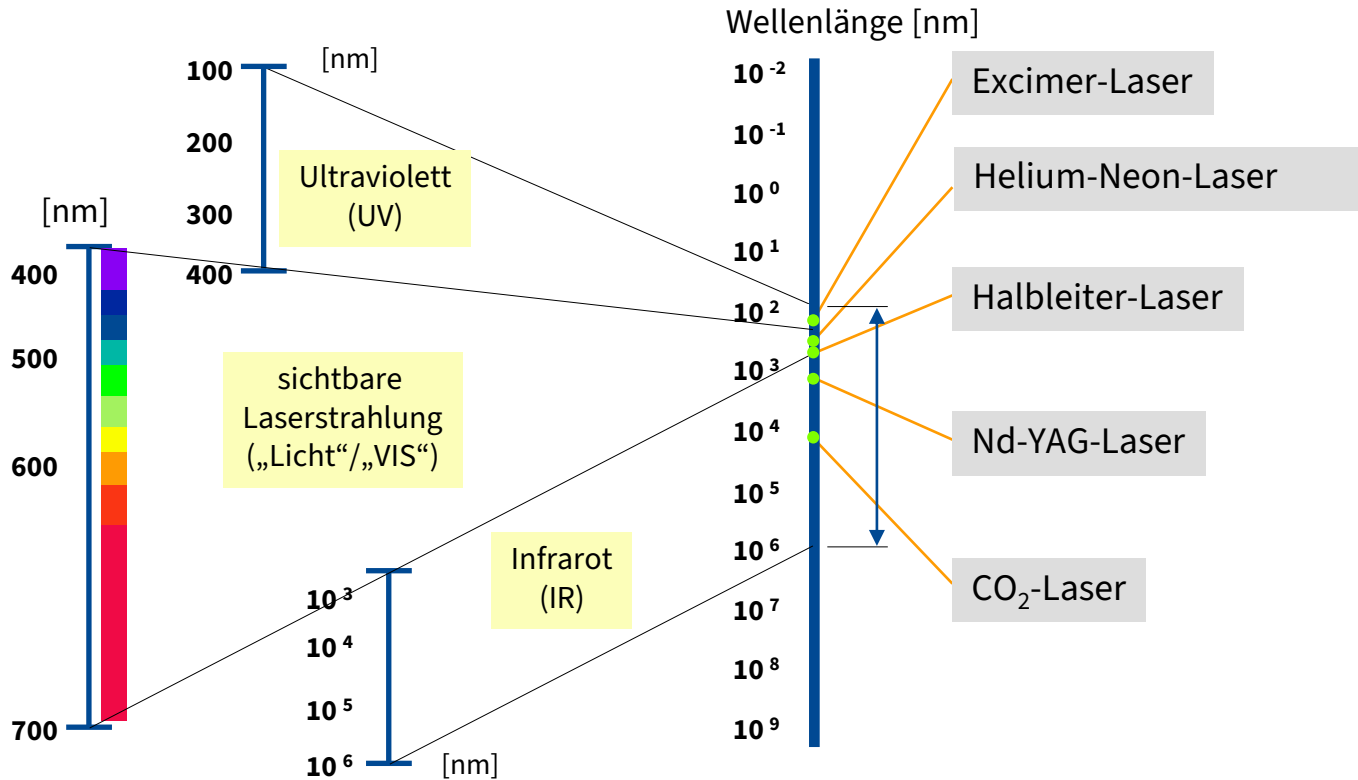 Wellenlänge [nm]
[nm]
100
200
300
400
Ultraviolett
(UV)
[nm]
400
500
600
700
sichtbare
Laserstrahlung
(„Licht“/„VIS“)
Infrarot
(IR)
10 3
10 4
10 5
10 6
[nm]
10 -2
10 -1
10 0
10 1
10 2
10 3
10 4
10 5
10 6
10 7
10 8
10 9
Excimer-Laser
Helium-Neon-Laser
Halbleiter-Laser
Nd-YAG-Laser
CO2-Laser